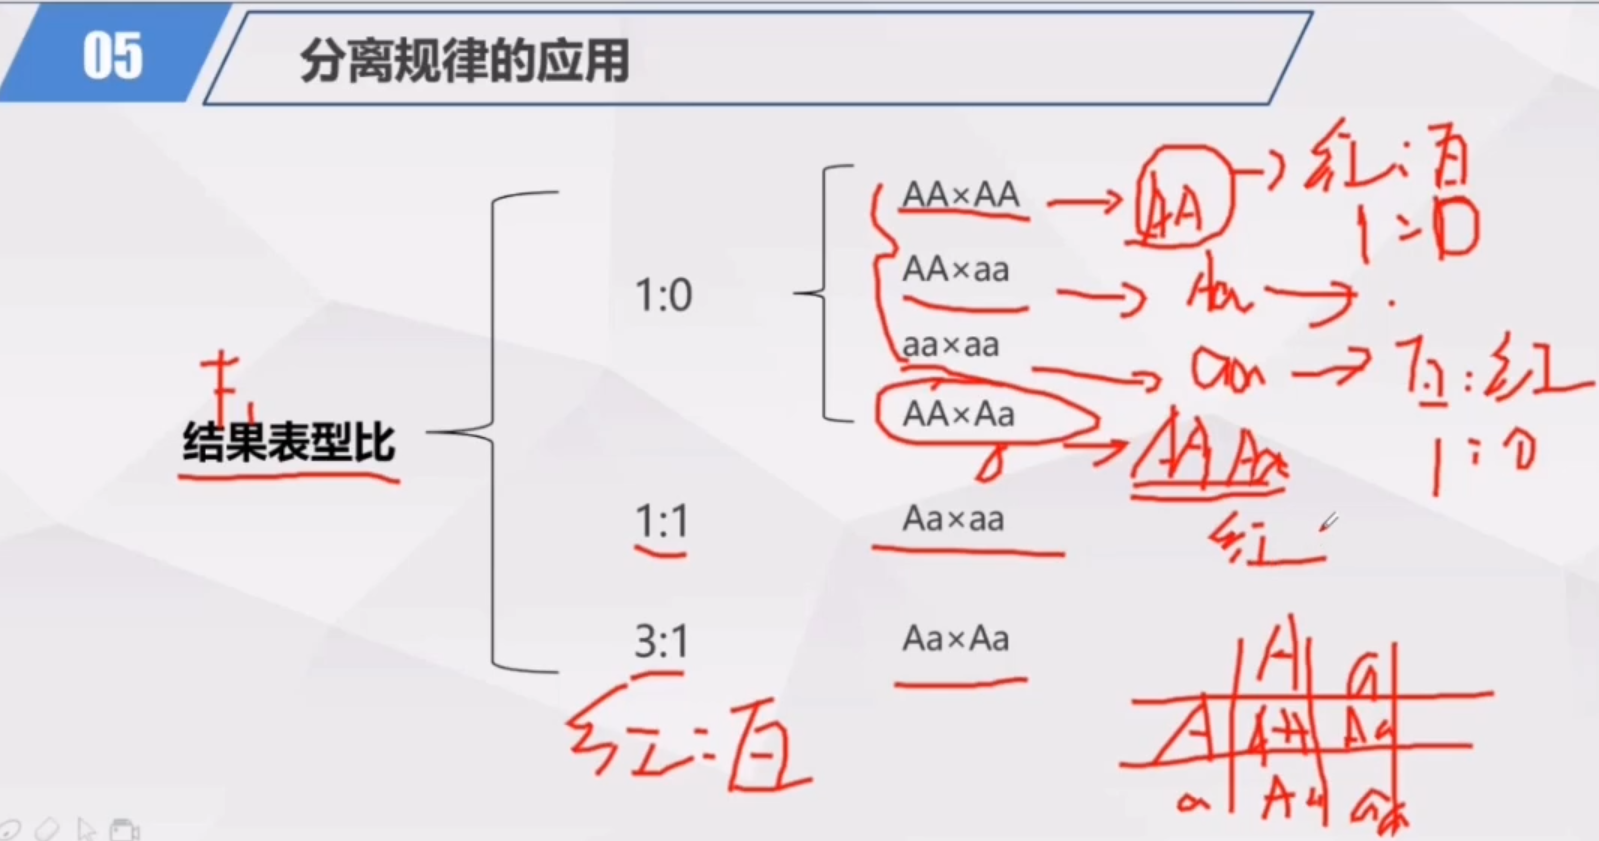 05 分离规律的应用
AA×AA → AA → 红:白
1:0
AA×aa → Aa →
1:0
aa×aa → aa → 白:红
1:0
AA×Aa → AA Aa
红
结果表型比
1:1 Aa×aa
3:1 Aa×Aa
红:白
A a
A AA Aa
a Aa aa